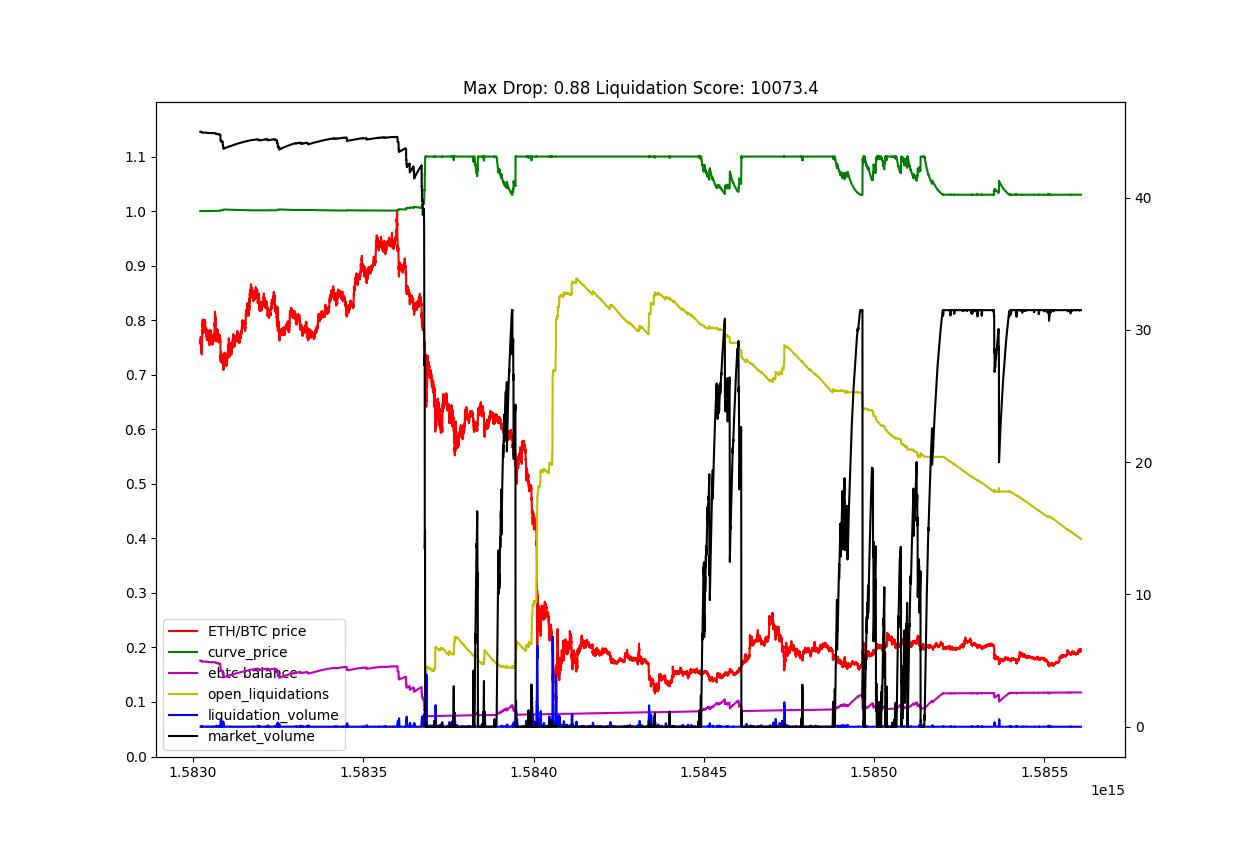 Max Drop: 0.88 Liquidation Score: 10073.4
1.1
1.0
0.9
0.8
0.7
0.6
0.5
0.4
0.3
0.2
0.1
0.0
40
30
20
10
0
ETH/BTC price
curve_price
ebtc balance
open_liquidations
liquidation_volume
market_volume
1.5830 1.5835 1.5840 1.5845 1.5850 1.5855
1e15